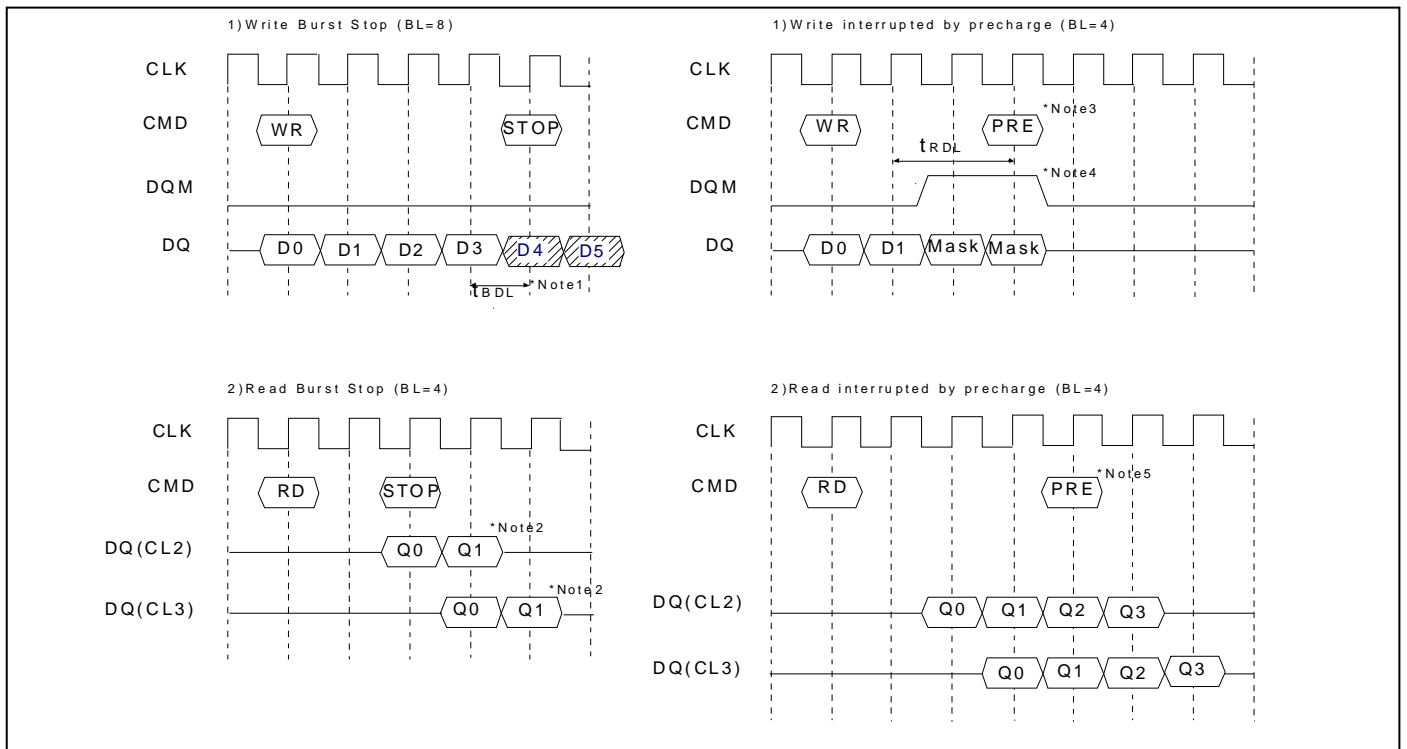 1)Write Burst Stop (BL=8)
CLK
CMD
WR
STOP
DQM
DQ
D0
D1
D2
D3
D4
D5
tBDL
*Note1
1)Write interrupted by precharge (BL=4)
CLK
CMD
WR
PRE
*Note3
tRDL
DQM
*Note4
DQ
D0
D1
Mask
Mask
2)Read Burst Stop (BL=4)
CLK
CMD
RD
STOP
DQ(CL2)
Q0
Q1
*Note2
DQ(CL3)
Q0
Q1
*Note2
2)Read interrupted by precharge (BL=4)
CLK
CMD
RD
PRE
*Note5
DQ(CL2)
Q0
Q1
Q2
Q3
DQ(CL3)
Q0
Q1
Q2
Q3